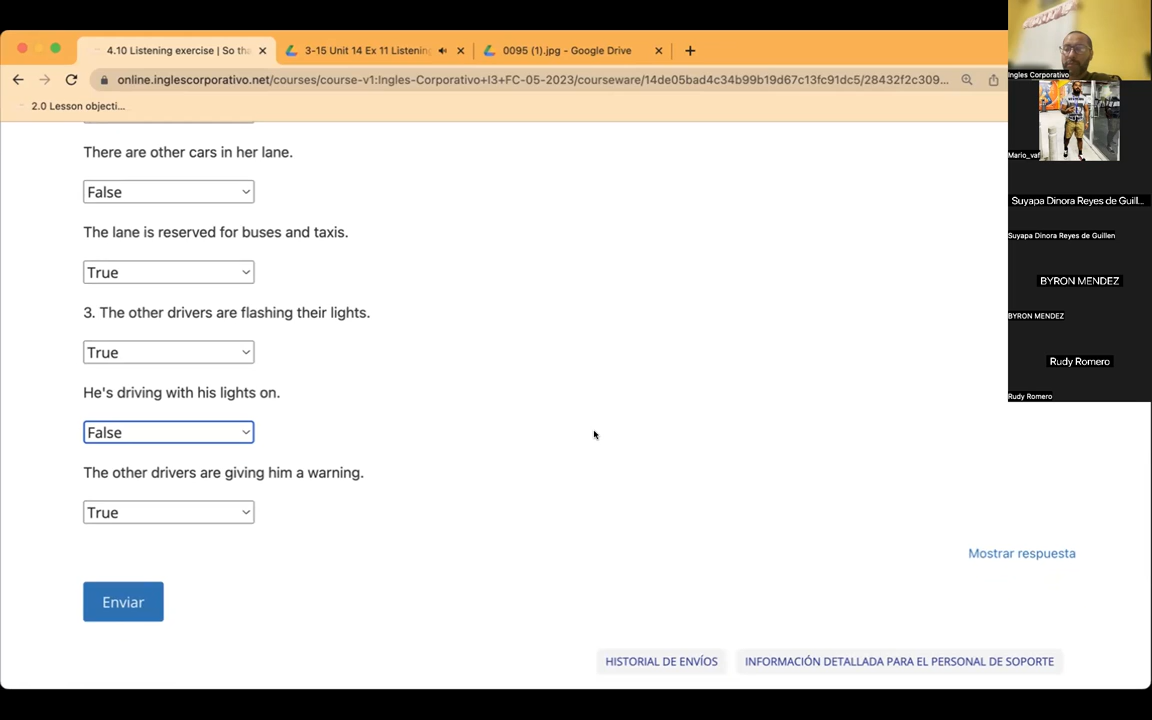 4.10 Listening exercise | So tha
3-15 Unit 14 Ex 11 Listening
0095 (1).jpg - Google Drive
online.inglescorporativo.net/courses/course-v1:Ingles-Corporativo+I3+FC-05-2023/courseware/14de05bad4c34b99b19d67c13fc91dc5/28432f2c309...
2.0 Lesson objecti...
There are other cars in her lane.
False
The lane is reserved for buses and taxis.
True
3. The other drivers are flashing their lights.
True
He's driving with his lights on.
False
The other drivers are giving him a warning.
True
Mostrar respuesta
Enviar
HISTORIAL DE ENVÍOS
INFORMACIÓN DETALLADA PARA EL PERSONAL DE SOPORTE
Ingles Corporativo
Mario_vaf
Suyapa Dinora Reyes de Guill...
Suyapa Dinora Reyes de Guillen
BYRON MENDEZ
BYRON MENDEZ
Rudy Romero
Rudy Romero